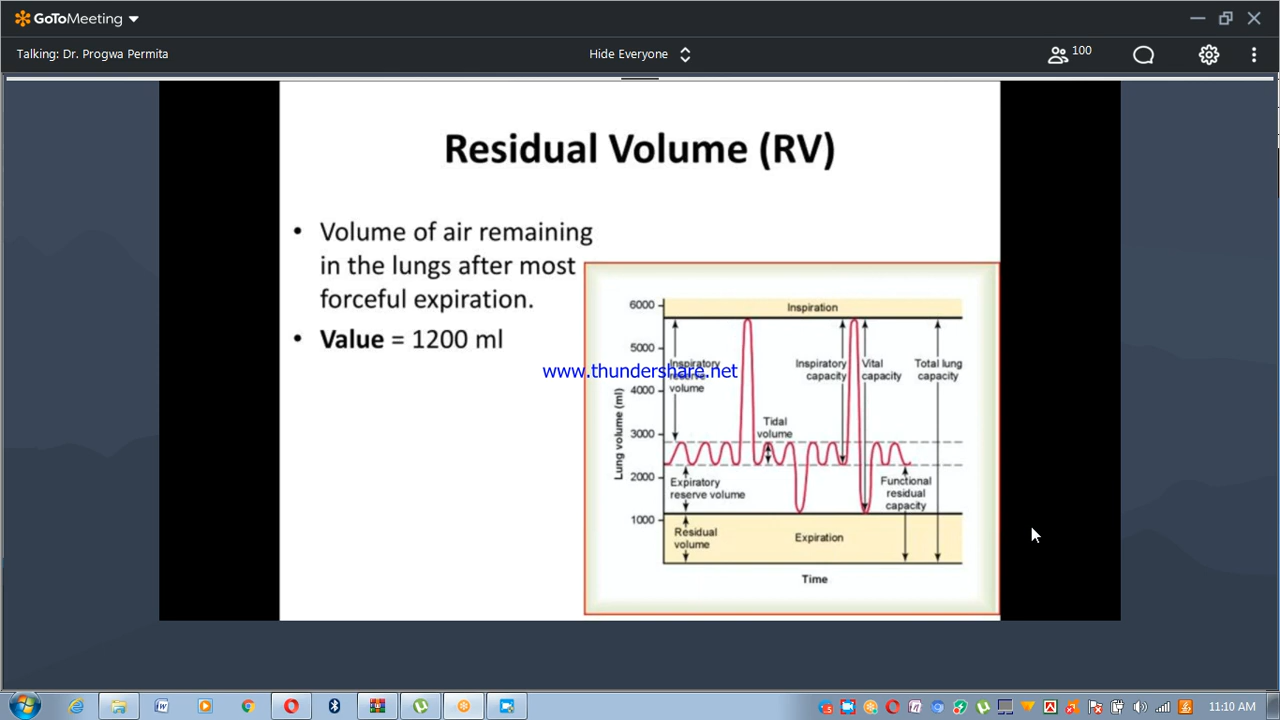 GoToMeeting
Talking: Dr. Progwa Permita
Hide Everyone
100
Residual Volume (RV)
• Volume of air remaining
in the lungs after most
forceful expiration.
• Value = 1200 ml
www.thundershare.net
6000
5000
4000
3000
2000
1000
Lung volume (ml)
Inspiration
Inspiratory
reserve
volume
Inspiratory
capacity
Vital
capacity
Total lung
capacity
Tidal
volume
Expiratory
reserve volume
Functional
residual
capacity
Residual
volume
Expiration
Time
11:10 AM